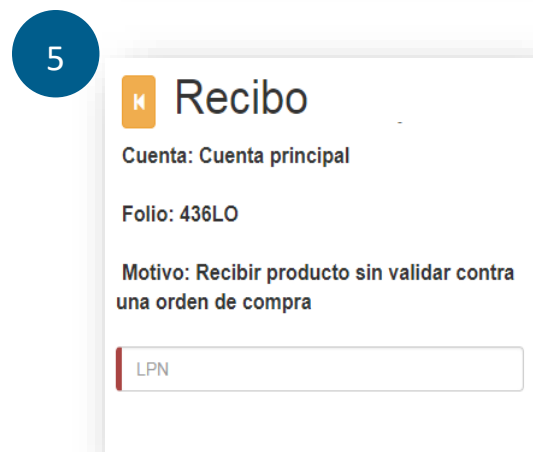 5
Recibo
Cuenta: Cuenta principal
Folio: 436LO
Motivo: Recibir producto sin validar contra
una orden de compra
LPN